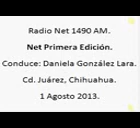 Radio Net 1490 AM.
Net Primera Edición.
Conduce: Daniela González Lara.
Cd. Juárez, Chihuahua.
1 Agosto 2013.